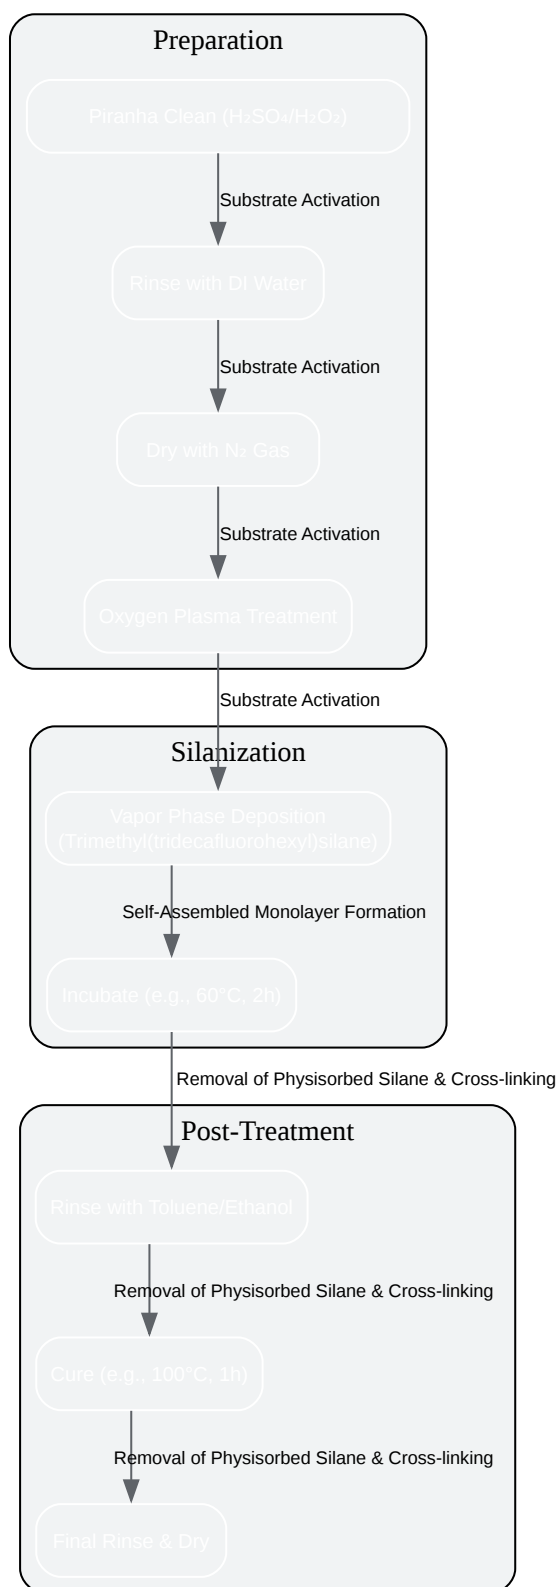 Preparation
Piranha Clean (H₂SO₄/H₂O₂)
Substrate Activation
Rinse with DI Water
Substrate Activation
Dry with N₂ Gas
Substrate Activation
Oxygen Plasma Treatment
Substrate Activation
Silanization
Vapor Phase Deposition
(Trimethyl(tridecafluorohexyl)silane)
Self-Assembled Monolayer Formation
Incubate (e.g., 60°C, 2h)
Removal of Physisorbed Silane & Cross-linking
Post-Treatment
Rinse with Toluene/Ethanol
Removal of Physisorbed Silane & Cross-linking
Cure (e.g., 100°C, 1h)
Removal of Physisorbed Silane & Cross-linking
Final Rinse & Dry